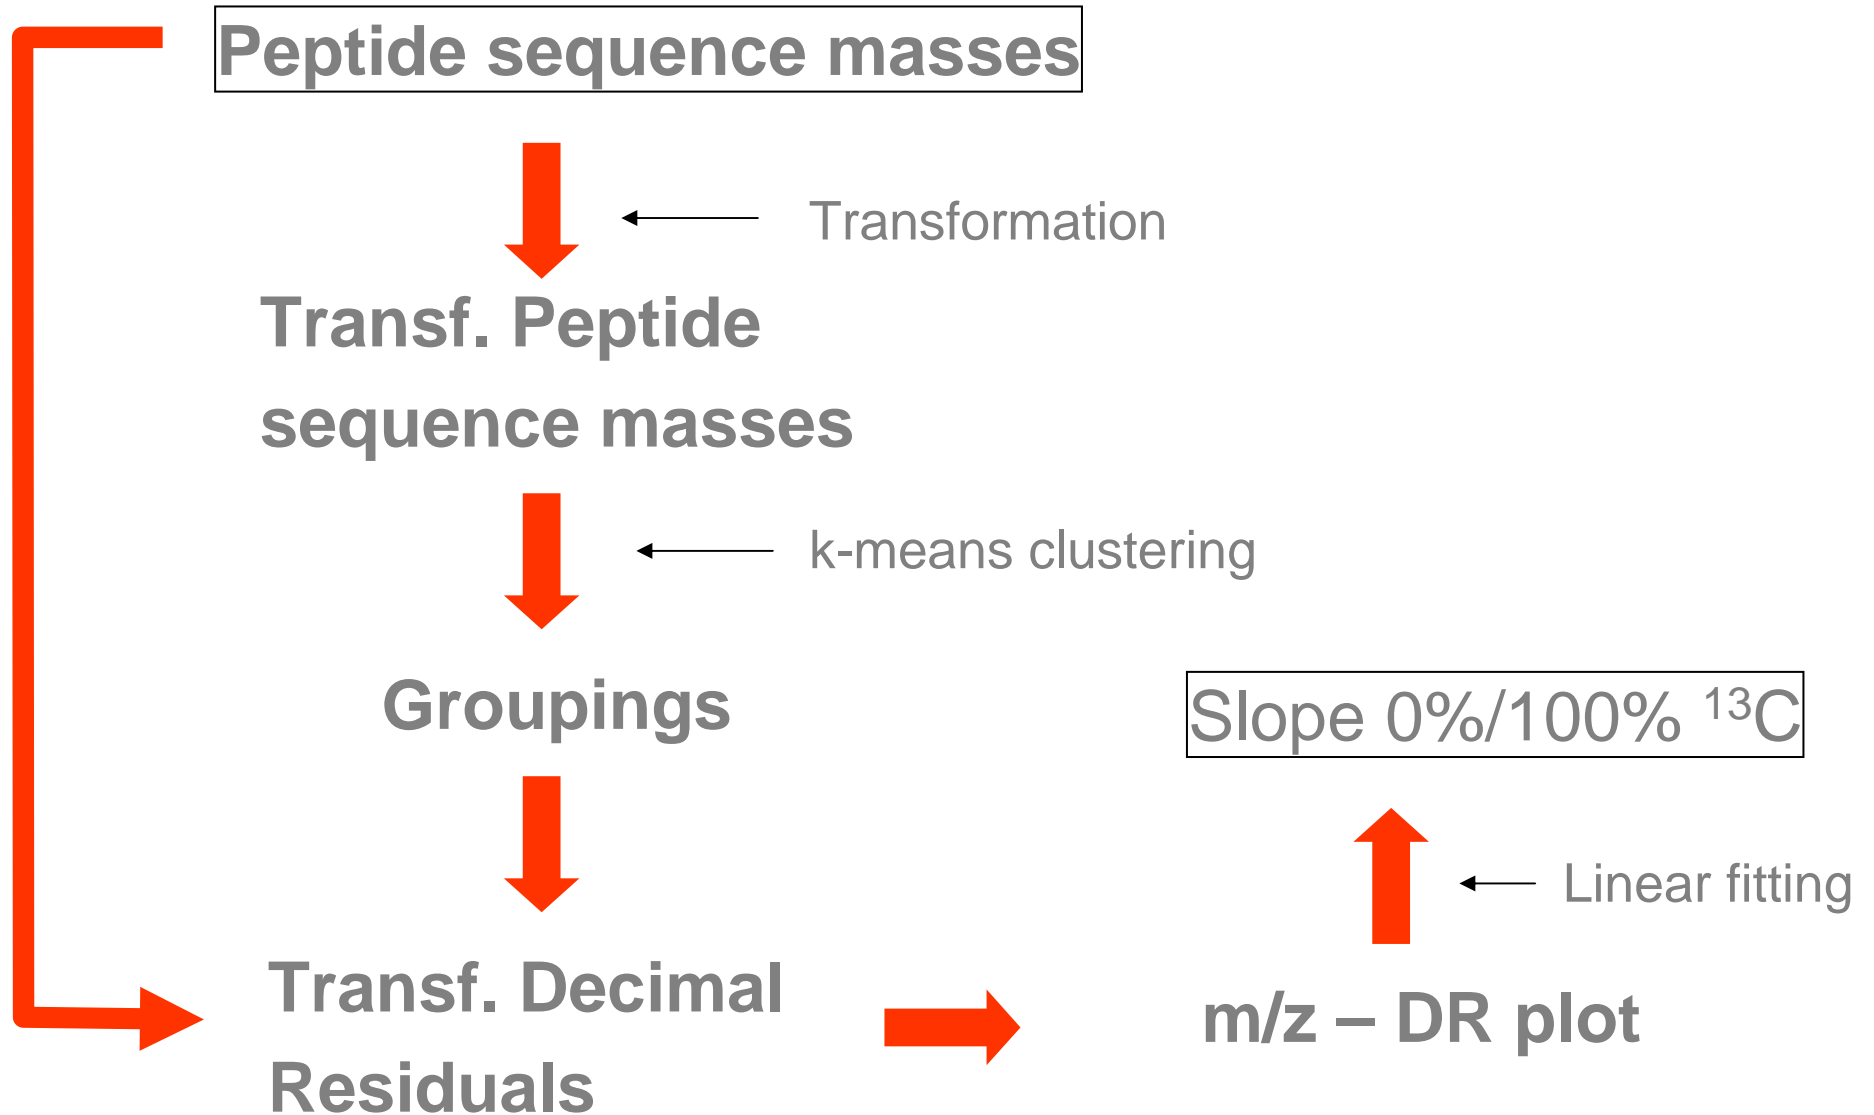 Peptide sequence masses
Transformation
Transf. Peptide
sequence masses
k-means clustering
Groupings
Slope 0%/100% ¹³C
Linear fitting
Transf. Decimal
Residuals
m/z – DR plot